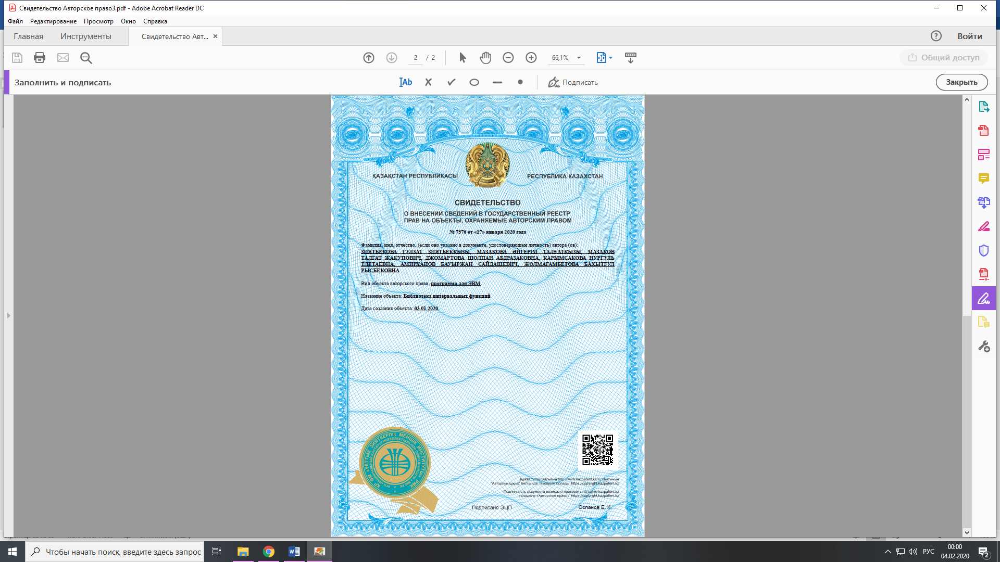 Свидетельство Авторское право3.pdf - Adobe Acrobat Reader DC
Файл Редактирование Просмотр Окно Справка
Главная Инструменты Свидетельство Авт... × Войти
2 / 2 66,1% Общий доступ
Заполнить и подписать Ab Подписать Закрыть
ҚАЗАҚСТАН РЕСПУБЛИКАСЫ РЕСПУБЛИКА КАЗАХСТАН
СВИДЕТЕЛЬСТВО
О ВНЕСЕНИИ СВЕДЕНИЙ В ГОСУДАРСТВЕННЫЙ РЕЕСТР
ПРАВ НА ОБЪЕКТЫ, ОХРАНЯЕМЫЕ АВТОРСКИМ ПРАВОМ
№ 7576 от «17» января 2020 года
Фамилия, имя, отчество, (если оно указано в документе, удостоверяющем личность) автора (ов):
ЗИЯТБЕКОВА ГУЛЗАТ ЗИЯТБЕКҚЫЗЫ, МАЗАКОВА ӘЙГЕРІМ ТАЛҒАТҚЫЗЫ, МАЗАКОВ
ТАЛГАТ ЖАКУПОВИЧ, ДЖОМАРТОВА ШОЛПАН АБДРАЗАКОВНА, КАРЫМСАКОВА НУРГУЛЬ
ТЛЕТАЕВНА, АМИРХАНОВ БАУЫРЖАН САЙДАШЕВИЧ, ЖОЛМАГАМБЕТОВА БАХЫТГУЛ
РЫСБЕКОВНА
Вид объекта авторского права: программа для ЭВМ
Название объекта: Библиотека интервальных функций
Дата создания объекта: 03.01.2020
Құжат түпнұсқалығын http://www.kazpatent.kz/ru сайтының
"Авторлық құқық" бөлімінде тексеруге болады https://copyright.kazpatent.kz
Подлинность документа возможно проверить на сайте kazpatent.kz
в разделе «Авторское право» https://copyright.kazpatent.kz
Подписано ЭЦП Оспанов Е. К.
Чтобы начать поиск, введите здесь запрос
РУС 00:00
04.02.2020 2